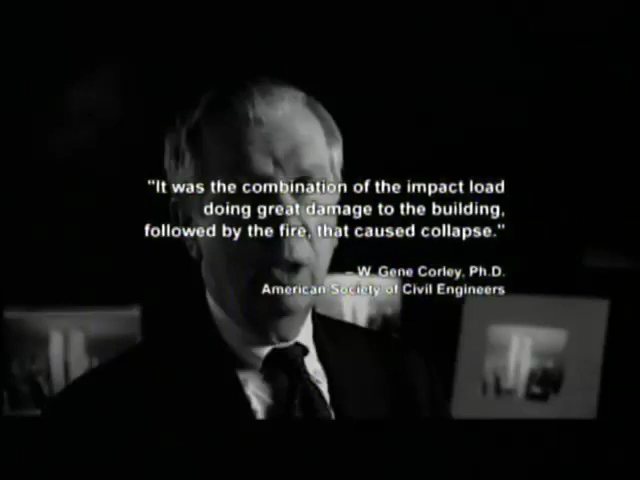 "It was the combination of the impact load
doing great damage to the building,
followed by the fire, that caused collapse."
– W. Gene Corley, Ph.D.
American Society of Civil Engineers